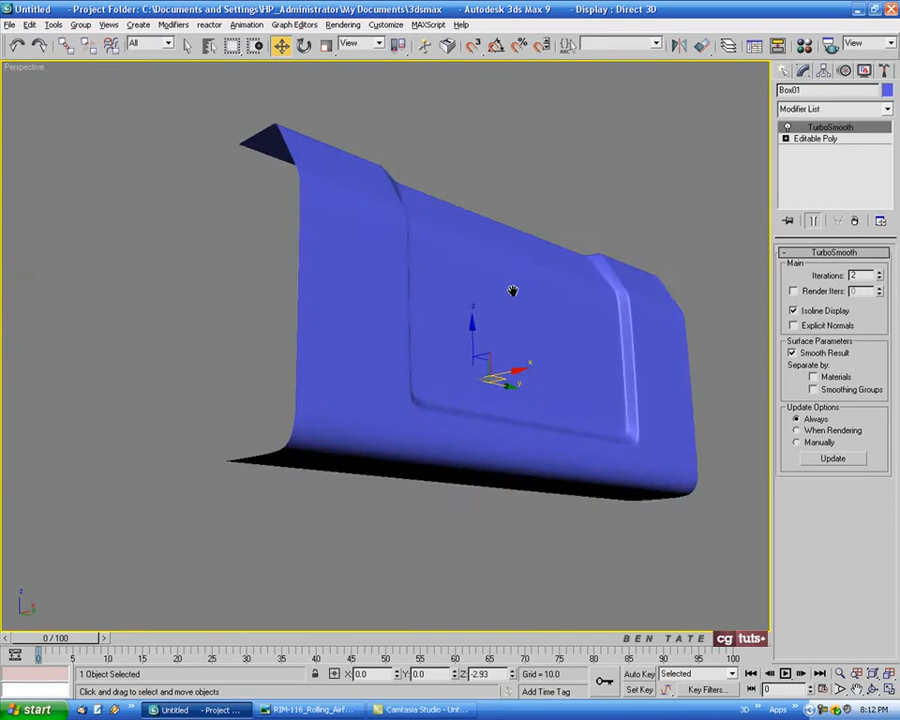 Untitled - Project Folder: C:\Documents and Settings\HP_Administrator\My Documents\3dsmax - Autodesk 3ds Max 9 - Display : Direct 3D
File Edit Tools Group Views Create Modifiers reactor Animation Graph Editors Rendering Customize MAXScript Help
All View View
Perspective
Box01
Modifier List
TurboSmooth
Editable Poly
TurboSmooth
Main
Iterations: 2
Render Iters: 0
Isoline Display
Explicit Normals
Surface Parameters
Smooth Result
Separate by:
Materials
Smoothing Groups
Update Options
Always
When Rendering
Manually
Update
z
x
y
z
x
0 / 100
BEN TATE cg tuts+
0 5 10 15 20 25 30 35 40 45 50 55 60 65 70 75 80 85 90 95 100
1 Object Selected X: 0.0 Y: 0.0 Z: -2.93 Grid = 10.0 Auto Key Selected
Click and drag to select and move objects Add Time Tag Set Key Key Filters... 0
start Untitled - Project ... RIM-116_Rolling_Airf... Camtasia Studio - Unt... 3D Apps 8:12 PM